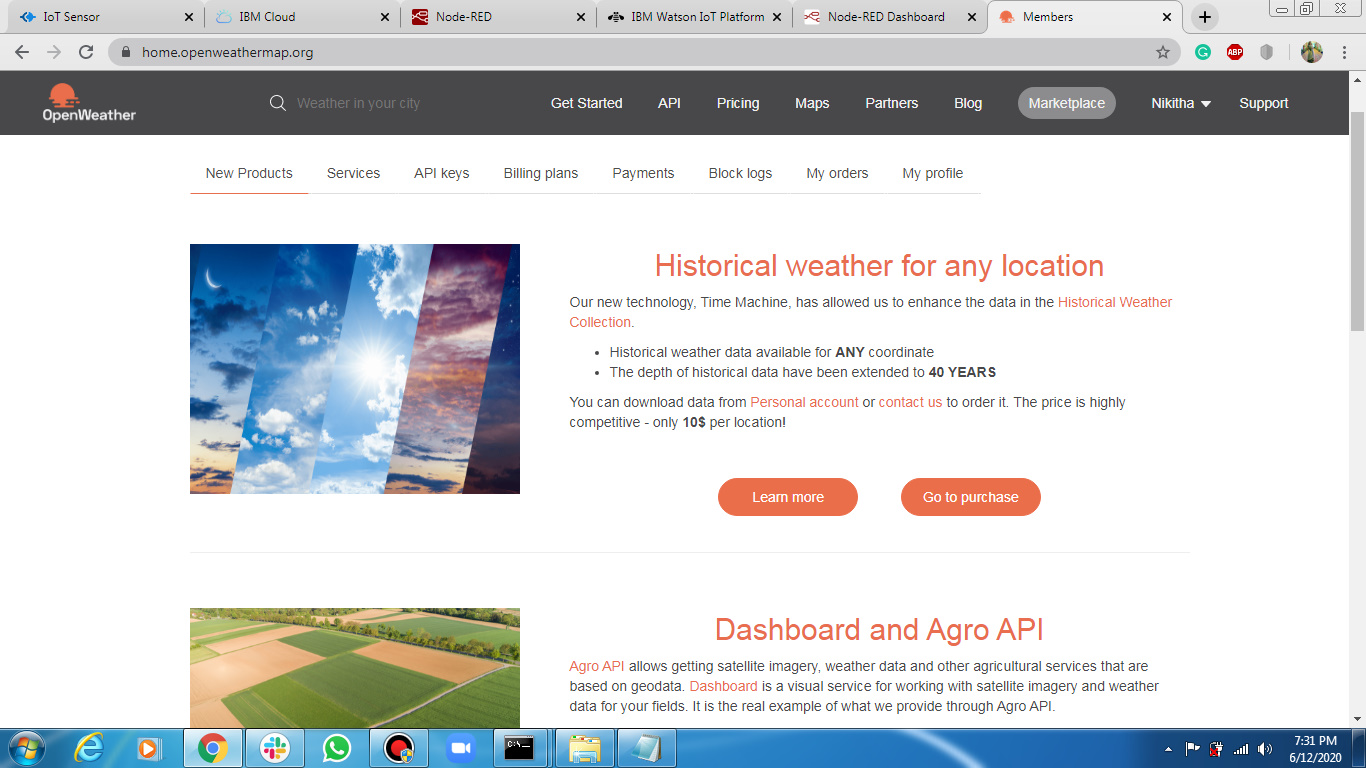 IoT Sensor
IBM Cloud
Node-RED
IBM Watson IoT Platform
Node-RED Dashboard
Members
home.openweathermap.org
ABP
OpenWeather
Weather in your city
Get Started
API
Pricing
Maps
Partners
Blog
Marketplace
Nikitha
Support
New Products
Services
API keys
Billing plans
Payments
Block logs
My orders
My profile
Historical weather for any location
Our new technology, Time Machine, has allowed us to enhance the data in the Historical Weather
Collection.
• Historical weather data available for ANY coordinate
• The depth of historical data have been extended to 40 YEARS
You can download data from Personal account or contact us to order it. The price is highly
competitive - only 10$ per location!
Learn more
Go to purchase
Dashboard and Agro API
Agro API allows getting satellite imagery, weather data and other agricultural services that are
based on geodata. Dashboard is a visual service for working with satellite imagery and weather
data for your fields. It is the real example of what we provide through Agro API.
7:31 PM
6/12/2020